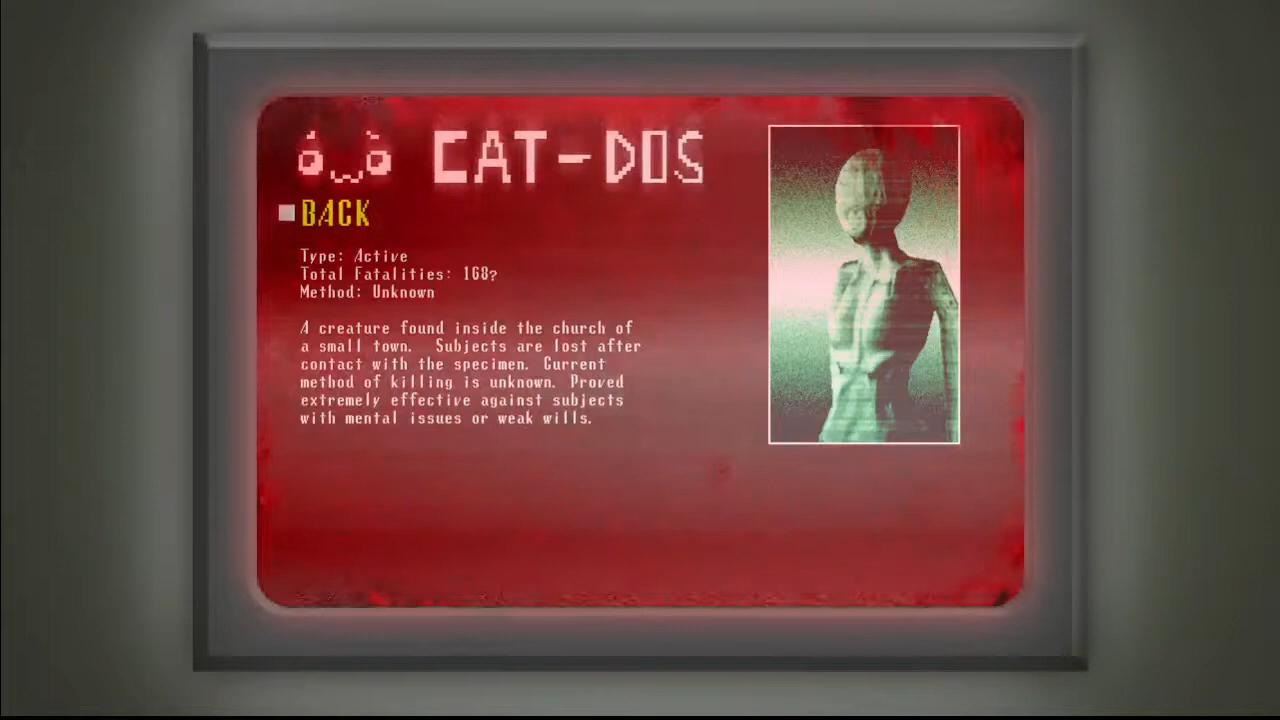 CAT-DOS
BACK
Type: Active
Total Fatalities: 168?
Method: Unknown
A creature found inside the church of
a small town. Subjects are lost after
contact with the specimen. Current
method of killing is unknown. Proved
extremely effective against subjects
with mental issues or weak wills.